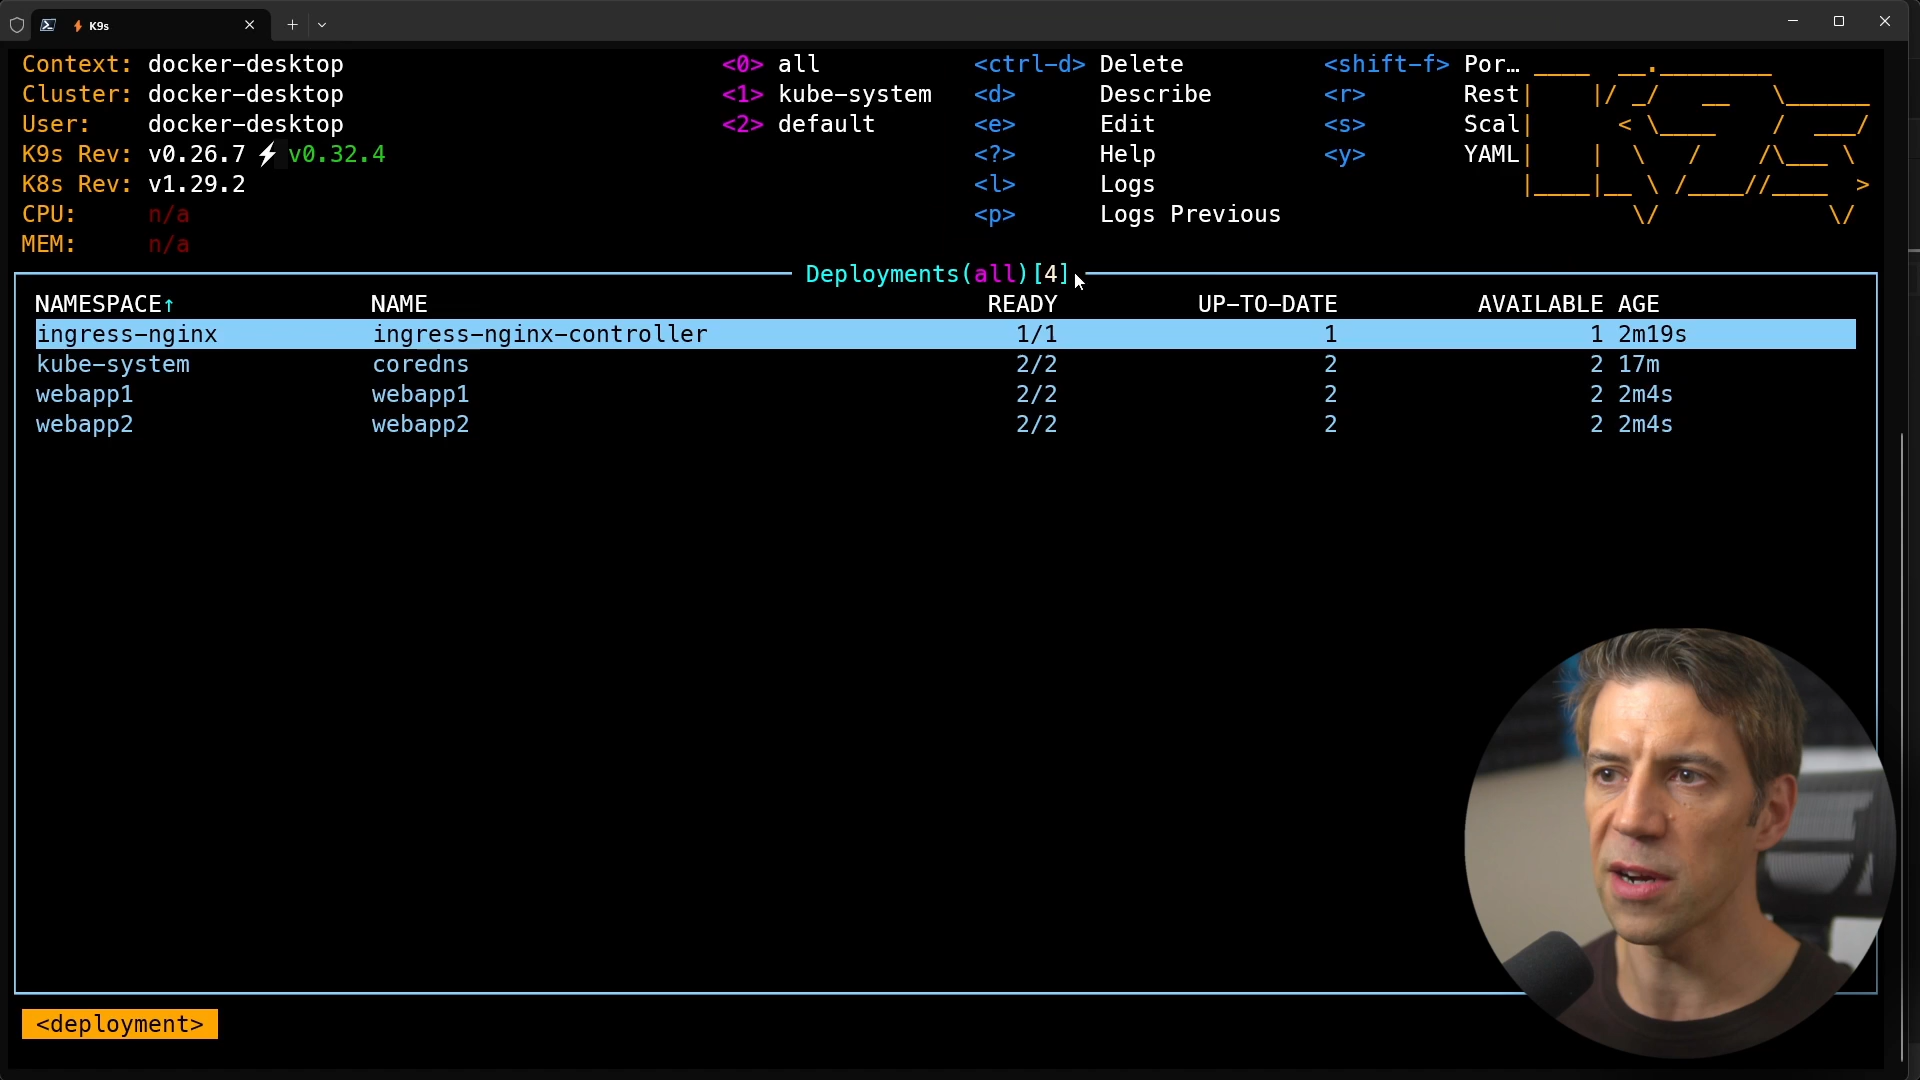 K9s
Context: docker-desktop <0> all <ctrl-d> Delete <shift-f> Por…
Cluster: docker-desktop <1> kube-system <d> Describe <r> Rest
User: docker-desktop <2> default <e> Edit <s> Scal
K9s Rev: v0.26.7 ⚡ v0.32.4 <?> Help <y> YAML
K8s Rev: v1.29.2 <l> Logs
CPU: n/a <p> Logs Previous
MEM: n/a
Deployments(all)[4]
NAMESPACE↑ NAME READY UP-TO-DATE AVAILABLE AGE
ingress-nginx ingress-nginx-controller 1/1 1 1 2m19s
kube-system coredns 2/2 2 2 17m
webapp1 webapp1 2/2 2 2 2m4s
webapp2 webapp2 2/2 2 2 2m4s
<deployment>